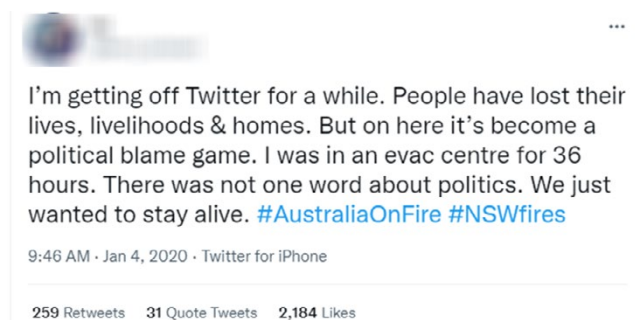 I'm getting off Twitter for a while. People have lost their
lives, livelihoods & homes. But on here it's become a
political blame game. I was in an evac centre for 36
hours. There was not one word about politics. We just
wanted to stay alive. #AustraliaOnFire #NSWfires
9:46 AM · Jan 4, 2020 · Twitter for iPhone
259 Retweets 31 Quote Tweets 2,184 Likes